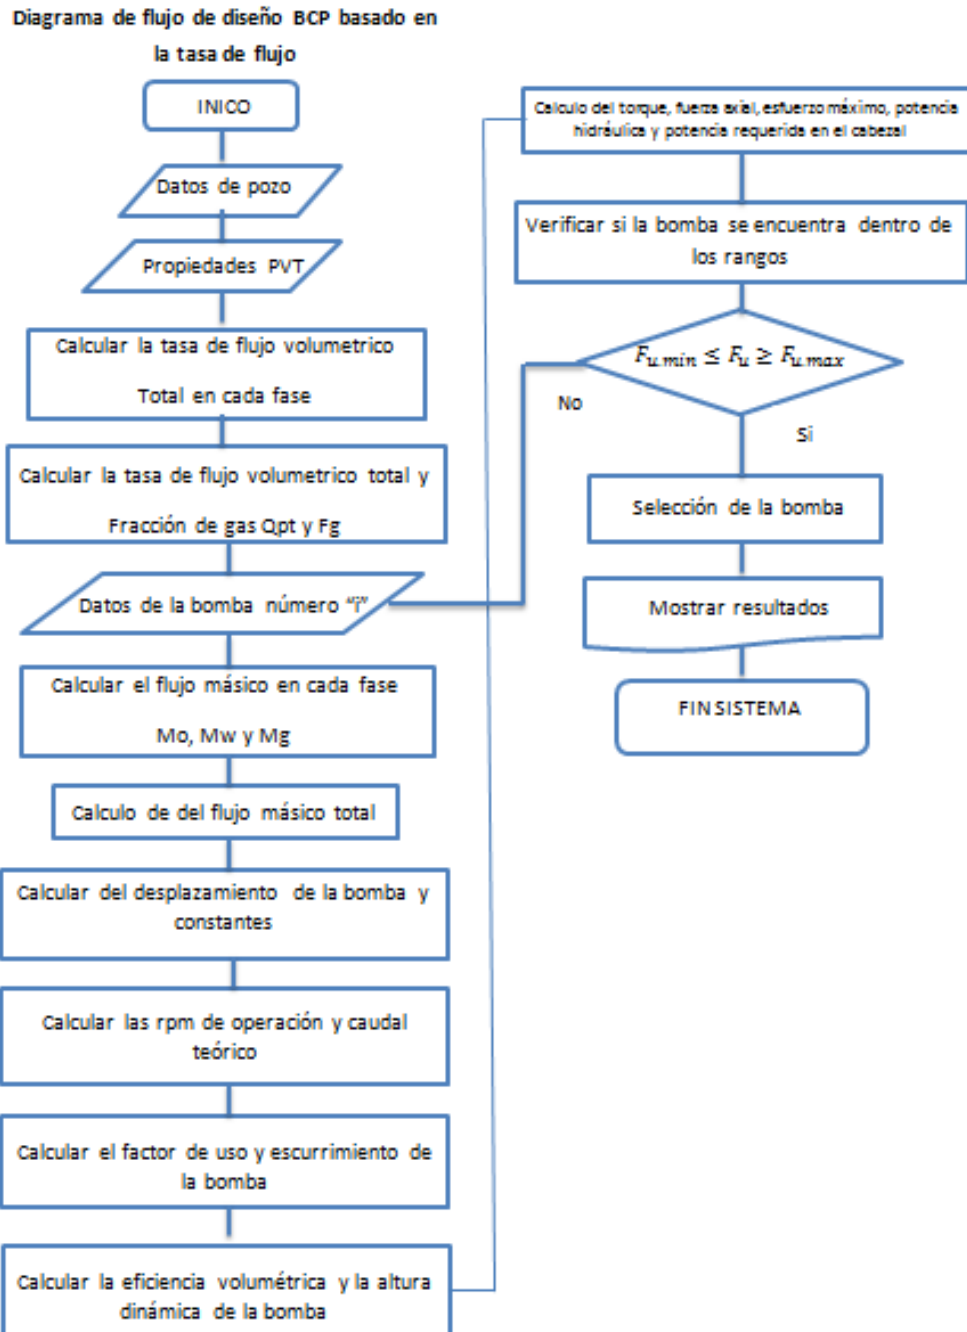 Diagrama de flujo de diseño BCP basado en
la tasa de flujo
INICO
Datos de pozo
Propiedades PVT
Calcular la tasa de flujo volumetrico
Total en cada fase
Calcular la tasa de flujo volumetrico total y
Fracción de gas Qpt y Fg
Datos de la bomba número “i”
Calcular el flujo másico en cada fase
Mo, Mw y Mg
Calculo de del flujo másico total
Calcular del desplazamiento de la bomba y
constantes
Calcular las rpm de operación y caudal
teórico
Calcular el factor de uso y escurrimiento de
la bomba
Calcular la eficiencia volumétrica y la altura
dinámica de la bomba
Calculo del torque, fuerza axial, esfuerzo máximo, potencia
hidráulica y potencia requerida en el cabezal
Verificar si la bomba se encuentra dentro de
los rangos
F_{u.min} ≤ F_u ≥ F_{u.max}
No
Si
Selección de la bomba
Mostrar resultados
FIN SISTEMA